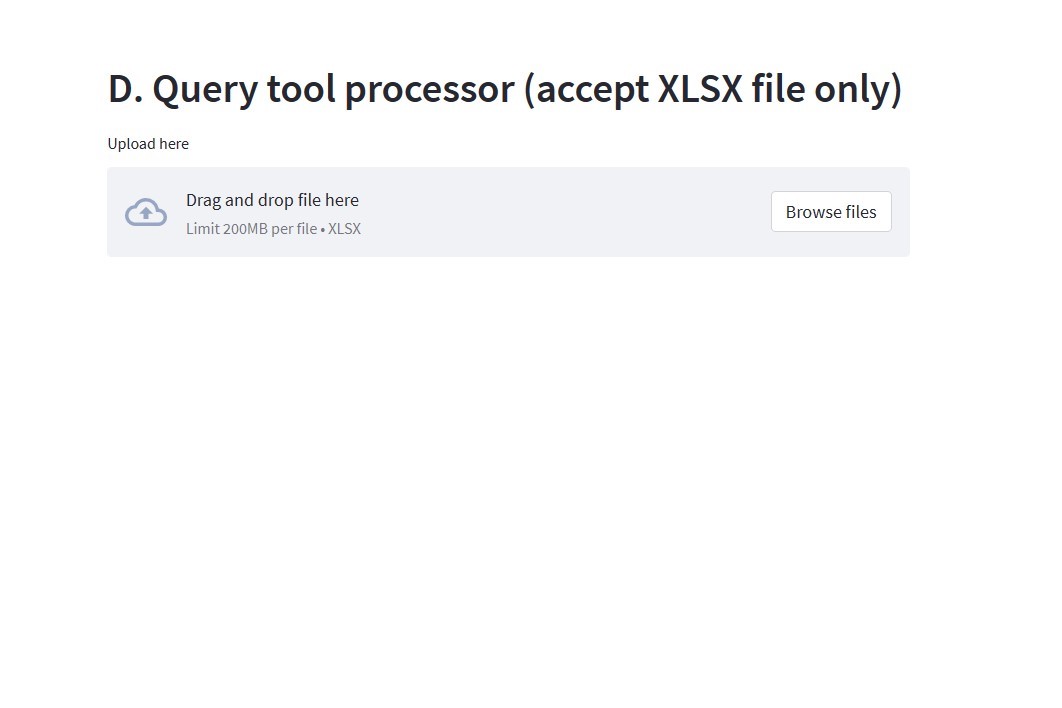 D. Query tool processor (accept XLSX file only)
Upload here
Drag and drop file here
Limit 200MB per file • XLSX
Browse files